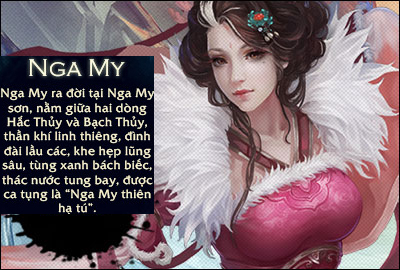 Nga My
Nga My ra đời tại Nga My
sơn, nằm giữa hai dòng
Hắc Thủy và Bạch Thủy,
thần khí linh thiêng, đình
đài lầu các, khe hẹp lũng
sâu, tùng xanh bách biếc,
thác nước tung bay, được
ca tụng là “Nga My thiên
hạ tú”.